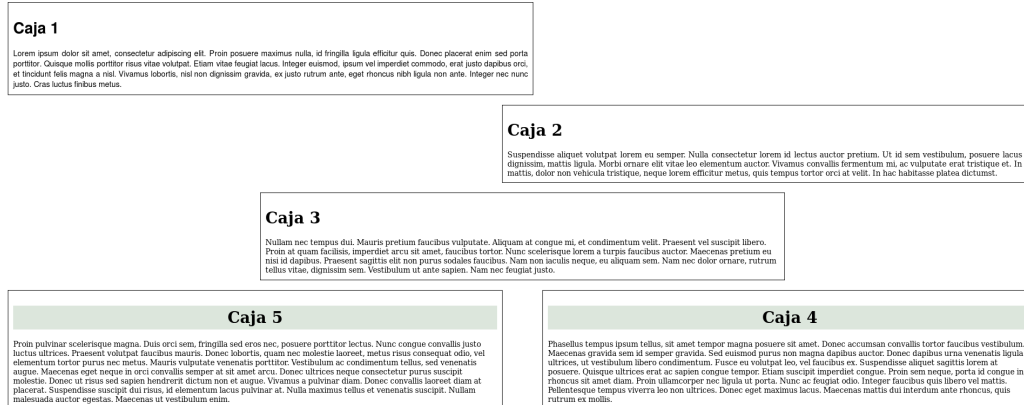 Caja 1
Lorem ipsum dolor sit amet, consectetur adipiscing elit. Proin posuere maximus nulla, id fringilla ligula efficitur quis. Donec placerat enim sed porta
porttitor. Quisque mollis porttitor risus vitae volutpat. Etiam vitae feugiat lacus. Integer euismod, ipsum vel imperdiet commodo, erat justo dapibus orci,
et tincidunt felis magna a nisl. Vivamus lobortis, nisl non dignissim gravida, ex justo rutrum ante, eget rhoncus nibh ligula non ante. Integer nec nunc
justo. Cras luctus finibus metus.
Caja 2
Suspendisse aliquet volutpat lorem eu semper. Nulla consectetur lorem id lectus auctor pretium. Ut id sem vestibulum, posuere lacus
dignissim, mattis ligula. Morbi ornare elit vitae leo elementum auctor. Vivamus convallis fermentum mi, ac vulputate erat tristique et. In
mattis, dolor non vehicula tristique, neque lorem efficitur metus, quis tempus tortor orci at velit. In hac habitasse platea dictumst.
Caja 3
Nullam nec tempus dui. Mauris pretium faucibus vulputate. Aliquam at congue mi, et condimentum velit. Praesent vel suscipit libero.
Proin at quam facilisis, imperdiet arcu sit amet, faucibus tortor. Nunc scelerisque lorem a turpis faucibus auctor. Maecenas pretium eu
nisi id dapibus. Praesent sagittis elit non purus sodales faucibus. Nam non iaculis neque, eu aliquam sem. Nam nec dolor ornare, rutrum
tellus vitae, dignissim sem. Vestibulum ut ante sapien. Nam nec feugiat justo.
Caja 5
Proin pulvinar scelerisque magna. Duis orci sem, fringilla sed eros nec, posuere porttitor lectus. Nunc congue convallis justo
luctus ultrices. Praesent volutpat faucibus mauris. Donec lobortis, quam nec molestie laoreet, metus risus consequat odio, vel
elementum tortor purus nec metus. Mauris vulputate venenatis porttitor. Vestibulum ac condimentum tellus, sed venenatis
augue. Maecenas eget neque in orci convallis semper at sit amet arcu. Donec ultrices neque consectetur purus suscipit
molestie. Donec ut risus sed sapien hendrerit dictum non et augue. Vivamus a pulvinar diam. Donec convallis laoreet diam at
placerat. Suspendisse suscipit dui risus, id elementum lacus pulvinar at. Nulla maximus tellus et venenatis suscipit. Nullam
malesuada auctor egestas. Maecenas ut vestibulum enim.
Caja 4
Phasellus tempus ipsum tellus, sit amet tempor magna posuere sit amet. Donec accumsan convallis tortor faucibus vestibulum.
Maecenas gravida sem id semper gravida. Sed euismod purus non magna dapibus auctor. Donec dapibus urna venenatis ligula
ultrices, ut vestibulum libero condimentum. Fusce eu volutpat leo, vel faucibus ex. Suspendisse aliquet sagittis lorem at
posuere. Quisque ultrices erat ac sapien congue tempor. Etiam suscipit imperdiet congue. Proin sem neque, porta id congue in,
rhoncus sit amet diam. Proin ullamcorper nec ligula ut porta. Nunc ac feugiat odio. Integer faucibus quis libero vel mattis.
Pellentesque tempus viverra leo non ultrices. Donec eget maximus lacus. Maecenas mattis dui interdum ante rhoncus, quis
rutrum ex mollis.